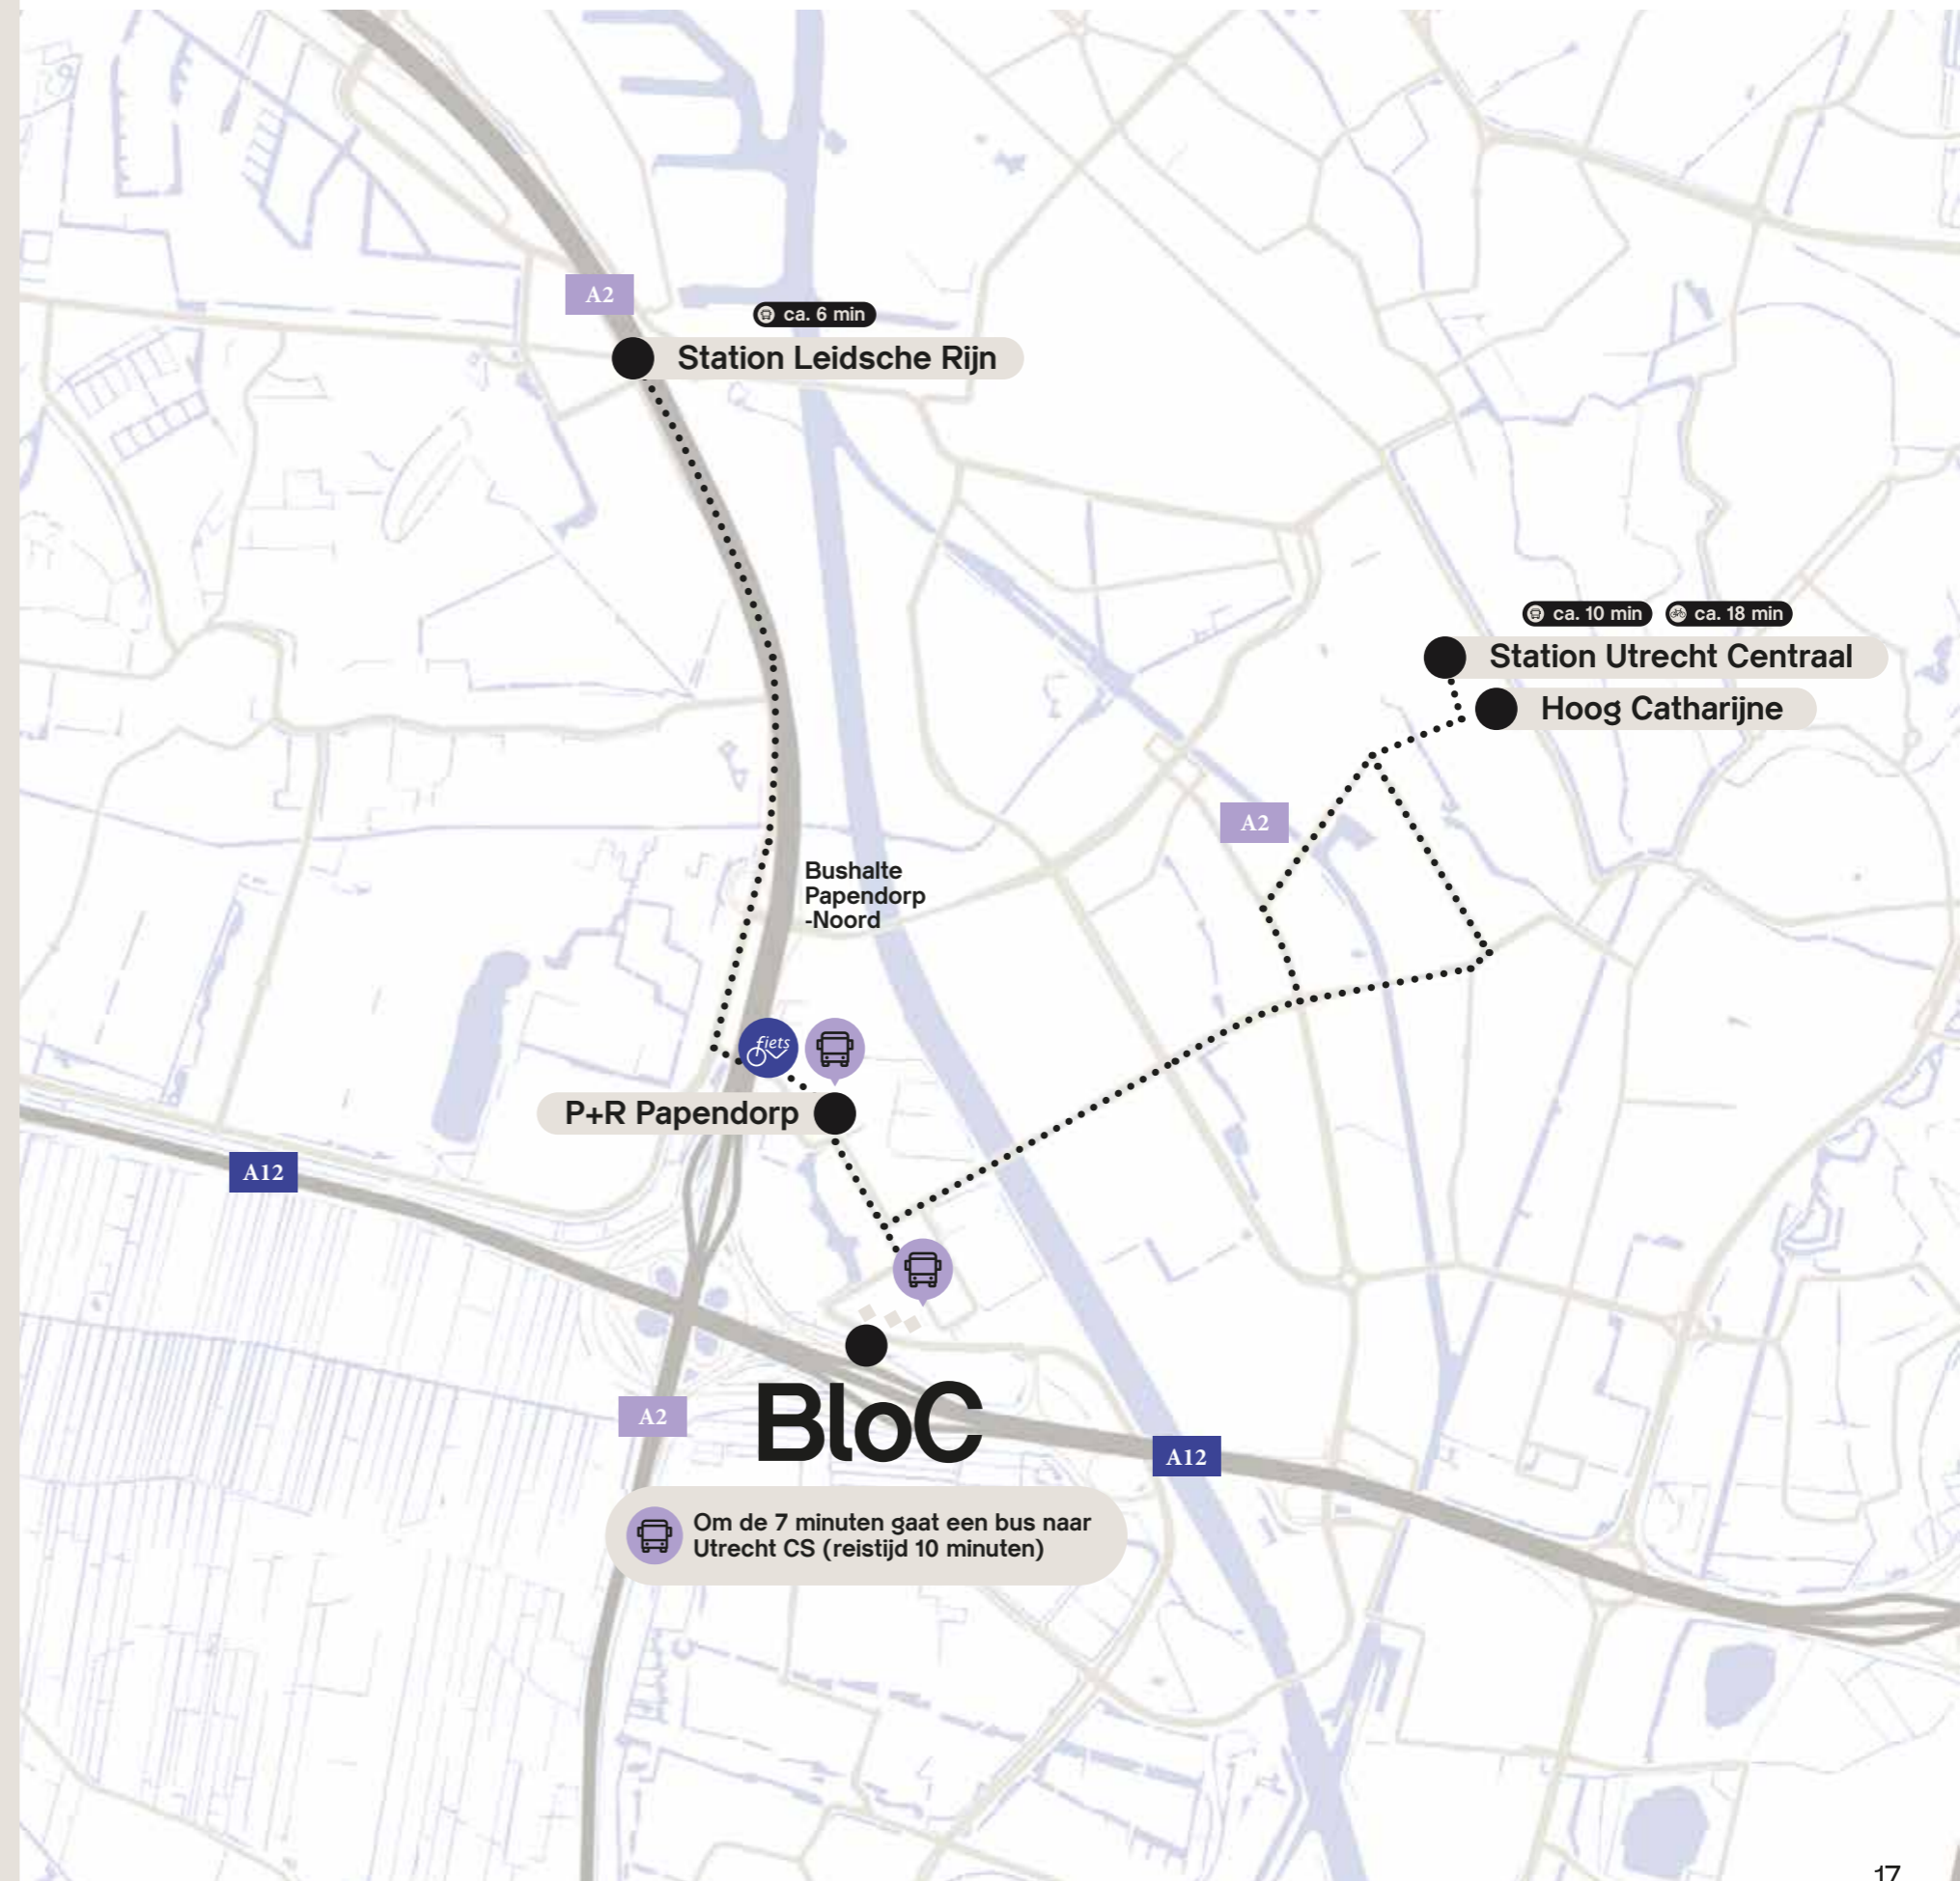 A2
ca. 6 min
Station Leidsche Rijn
ca. 10 min
ca. 18 min
Station Utrecht Centraal
Hoog Catharijne
A2
Bushalte
Papendorp
-Noord
fiets
P+R Papendorp
A12
BloC
A2
A12
Om de 7 minuten gaat een bus naar
Utrecht CS (reistijd 10 minuten)
17